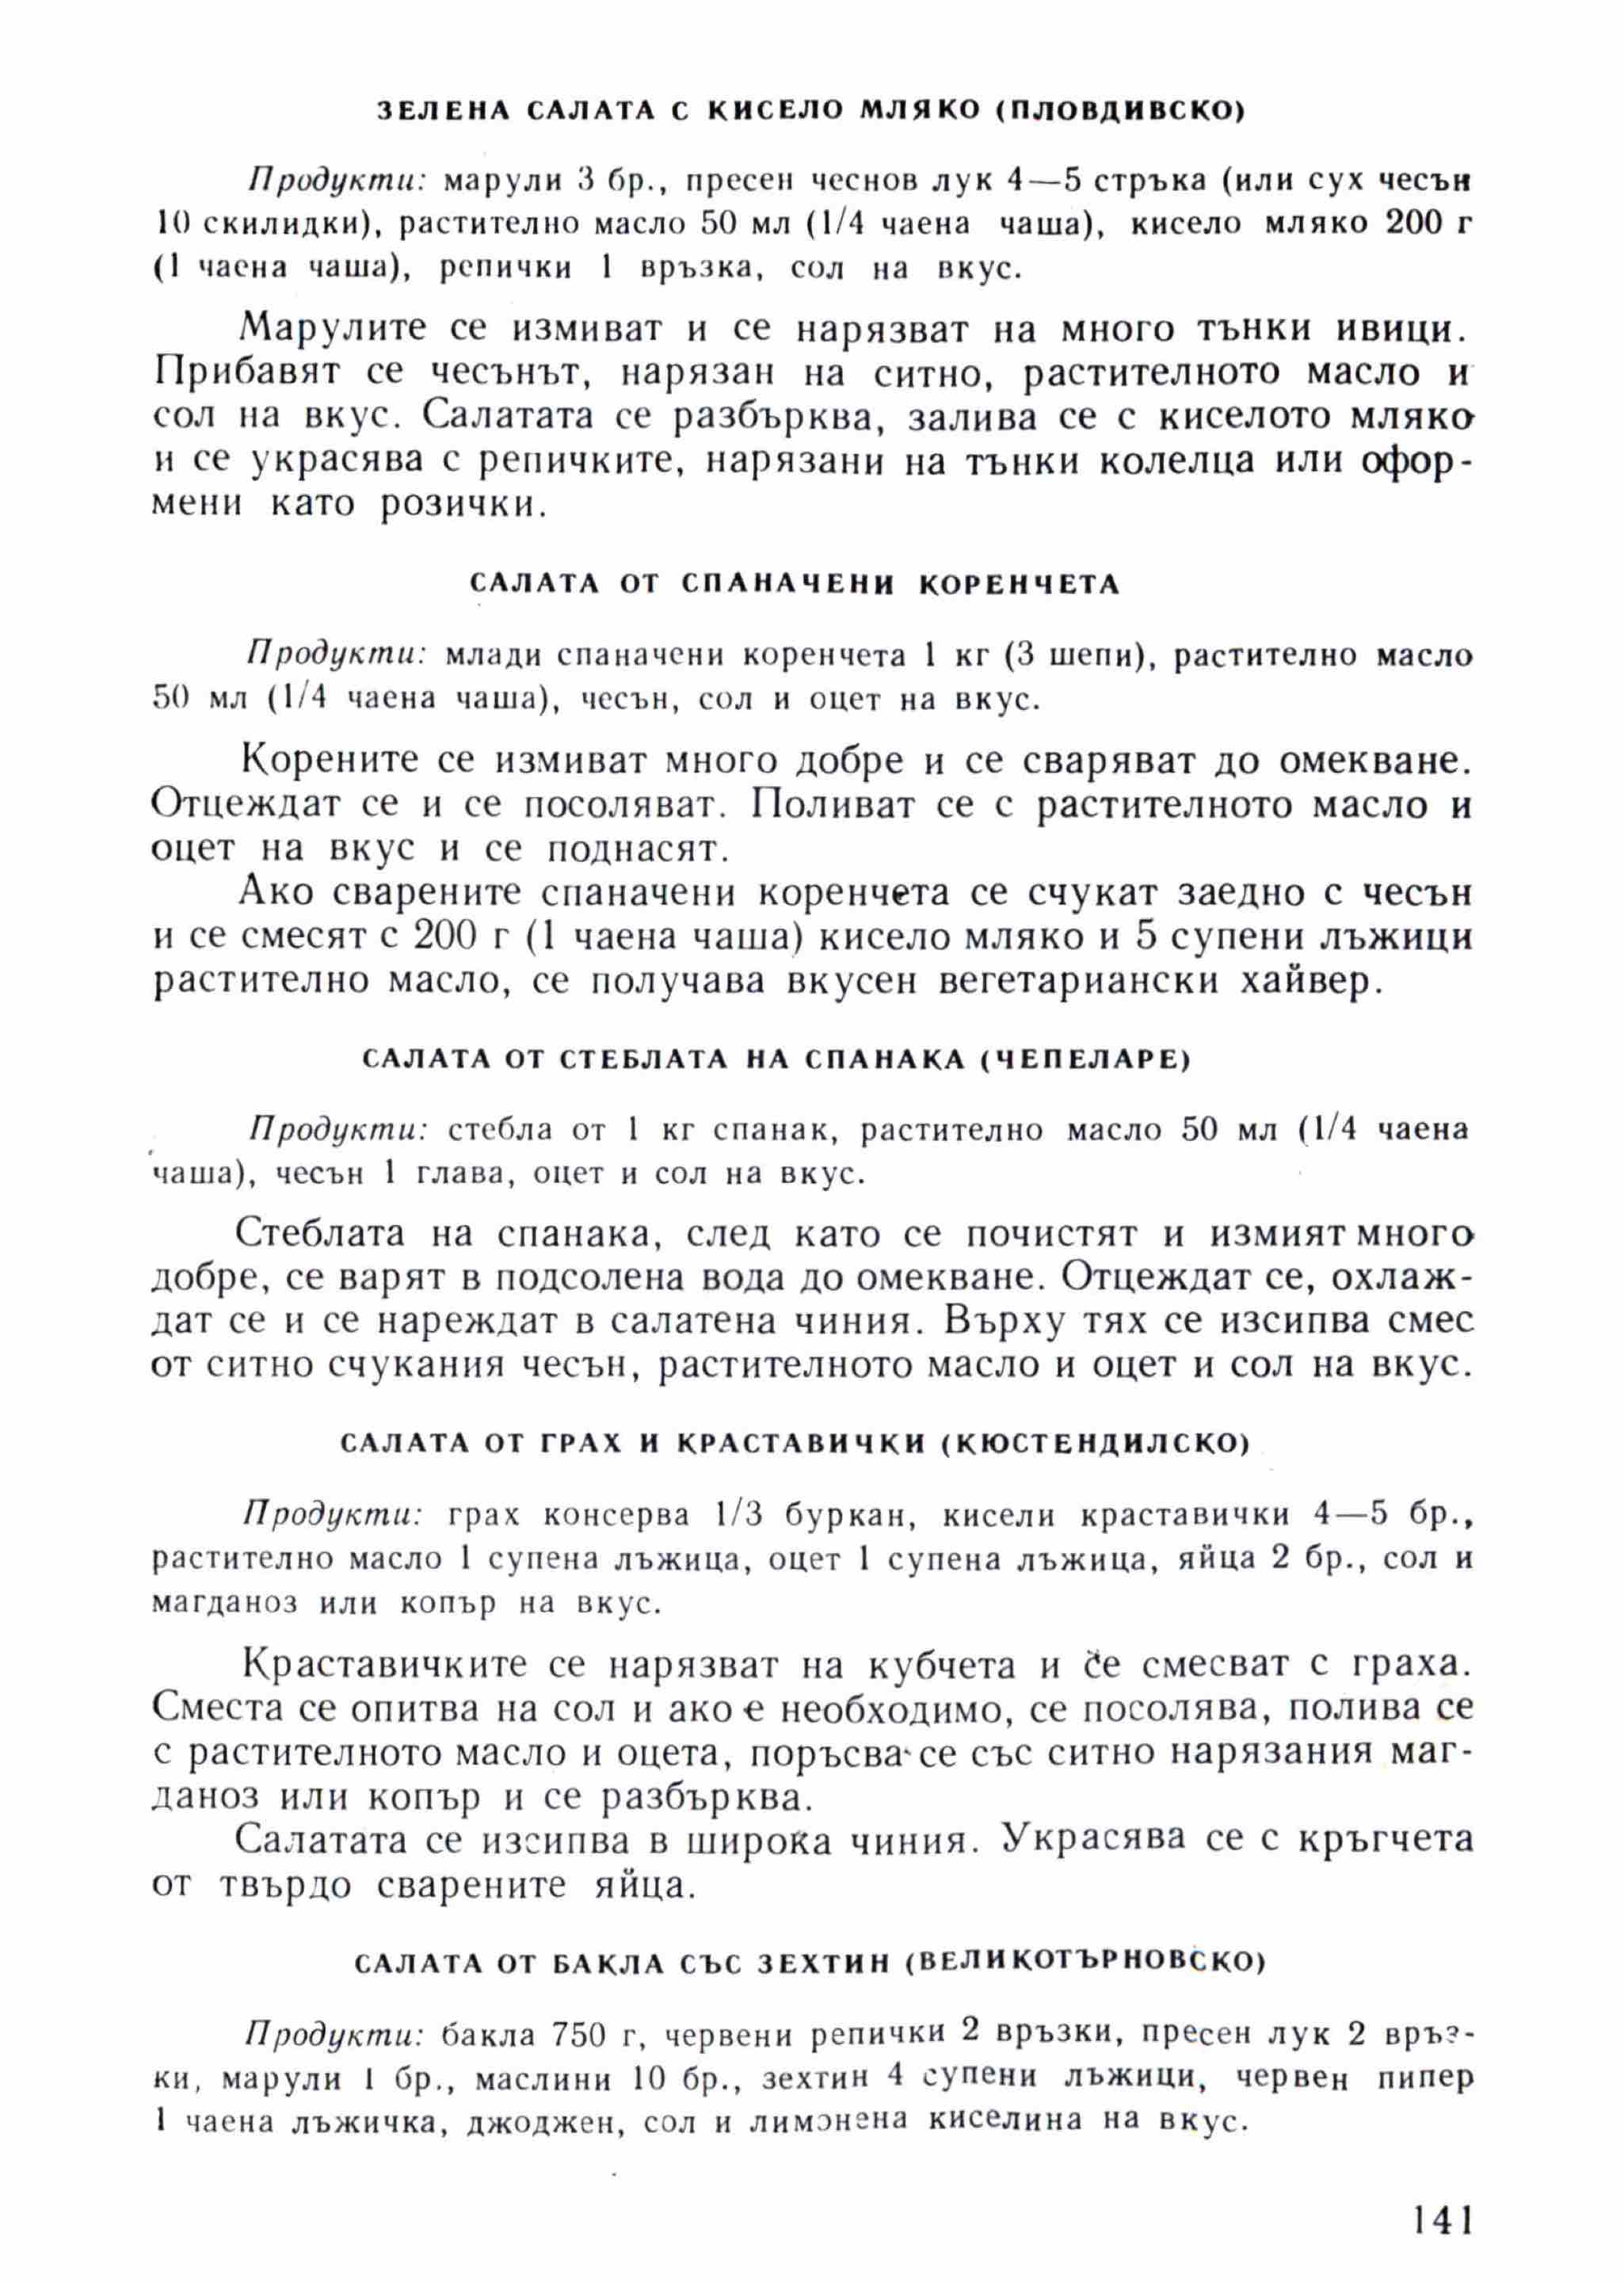 ЗЕЛЕНА САЛАТА С КИСЕЛО МЛЯКО (ПЛОВДИВСКО)
Продукти: марули 3 бр., пресен чеснов лук 4—5 стръка (или сух чесън
10 скилидки), растително масло 50 мл (1/4 чаена чаша), кисело мляко 200 г
(1 чаена чаша), репички 1 връзка, сол на вкус.
Марулите се измиват и се нарязват на много тънки ивици.
Прибавят се чесънът, нарязан на ситно, растителното масло и
сол на вкус. Салатата се разбърква, залива се с киселото мляко
и се украсява с репичките, нарязани на тънки колелца или офор-
мени като розички.
САЛАТА ОТ СПАНАЧЕНИ КОРЕНЧЕТА
Продукти: млади спаначени коренчета 1 кг (3 шепи), растително масло
50 мл (1/4 чаена чаша), чесън, сол и оцет на вкус.
Корените се измиват много добре и се сваряват до омекване.
Отцеждат се и се посоляват. Поливат се с растителното масло и
оцет на вкус и се поднасят.
Ако сварените спаначени коренчета се счукат заедно с чесън
и се смесят с 200 г (1 чаена чаша) кисело мляко и 5 супени лъжици
растително масло, се получава вкусен вегетариански хайвер.
САЛАТА ОТ СТЕБЛАТА НА СПАНАКА (ЧЕПЕЛАРЕ)
Продукти: стебла от 1 кг спанак, растително масло 50 мл (1/4 чаена
чаша), чесън 1 глава, оцет и сол на вкус.
Стеблата на спанака, след като се почистят и измият много
добре, се варят в подсолена вода до омекване. Отцеждат се, охлаж-
дат се и се нареждат в салатена чиния. Върху тях се изсипва смес
от ситно счукания чесън, растителното масло и оцет и сол на вкус.
САЛАТА ОТ ГРАХ И КРАСТАВИЧКИ (КЮСТЕНДИЛСКО)
Продукти: грах консерва 1/3 буркан, кисели краставички 4—5 бр.,
растително масло 1 супена лъжица, оцет 1 супена лъжица, яйца 2 бр., сол и
магданоз или копър на вкус.
Краставичките се нарязват на кубчета и се смесват с граха.
Сместа се опитва на сол и ако е необходимо, се посолява, полива се
с растителното масло и оцета, поръсва се със ситно нарязания маг-
даноз или копър и се разбърква.
Салатата се изсипва в широка чиния. Украсява се с кръгчета
от твърдо сварените яйца.
САЛАТА ОТ БАКЛА СЪС ЗЕХТИН (ВЕЛИКОТЪРНОВСКО)
Продукти: бакла 750 г, червени репички 2 връзки, пресен лук 2 връз-
ки, марули 1 бр., маслини 10 бр., зехтин 4 супени лъжици, червен пипер
1 чаена лъжичка, джоджен, сол и лимонена киселина на вкус.
141